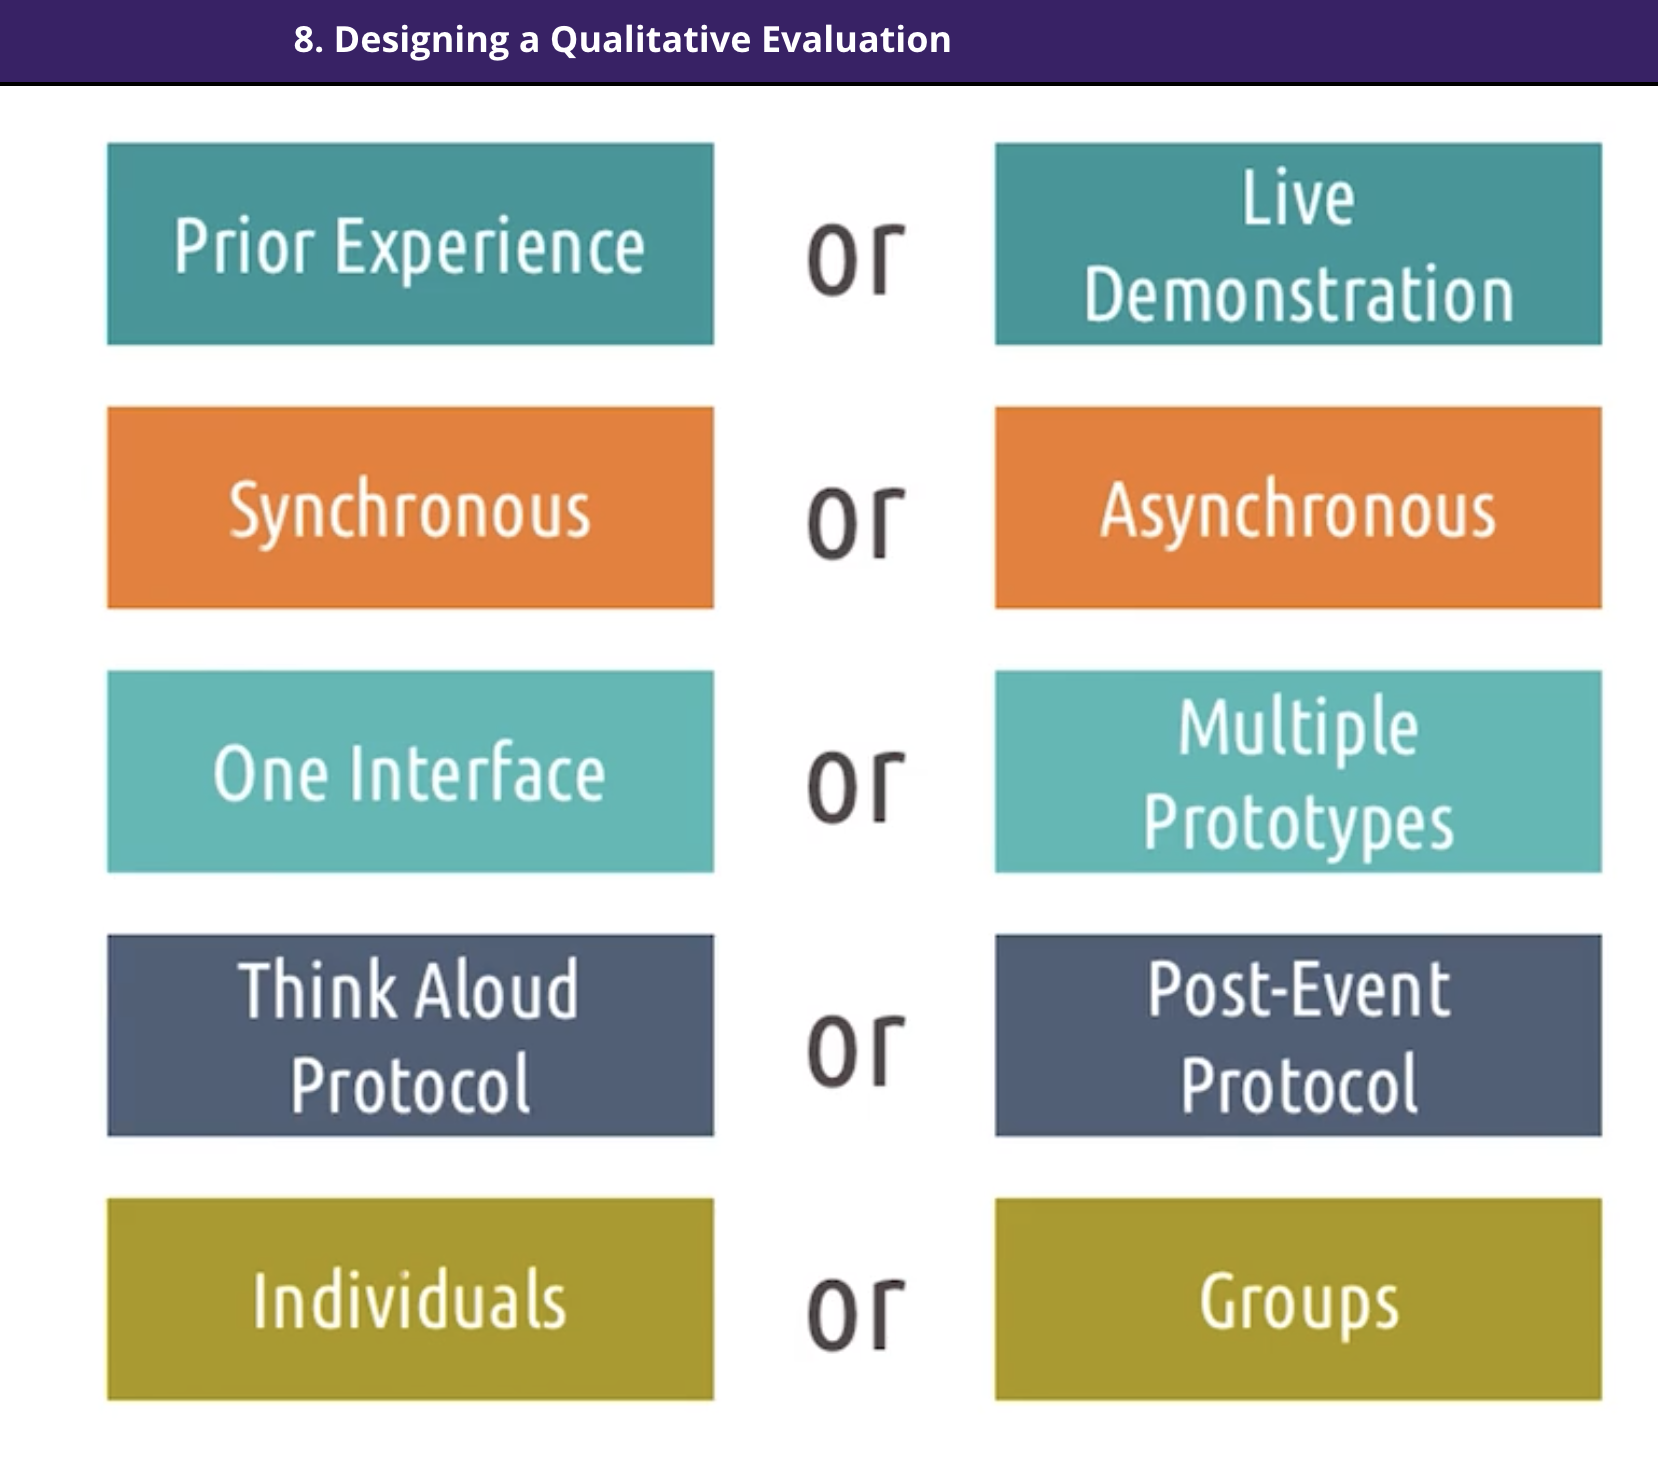 8. Designing a Qualitative Evaluation
Prior Experience
or
Live
Demonstration
Synchronous
or
Asynchronous
One Interface
or
Multiple
Prototypes
Think Aloud
Protocol
or
Post-Event
Protocol
Individuals
or
Groups